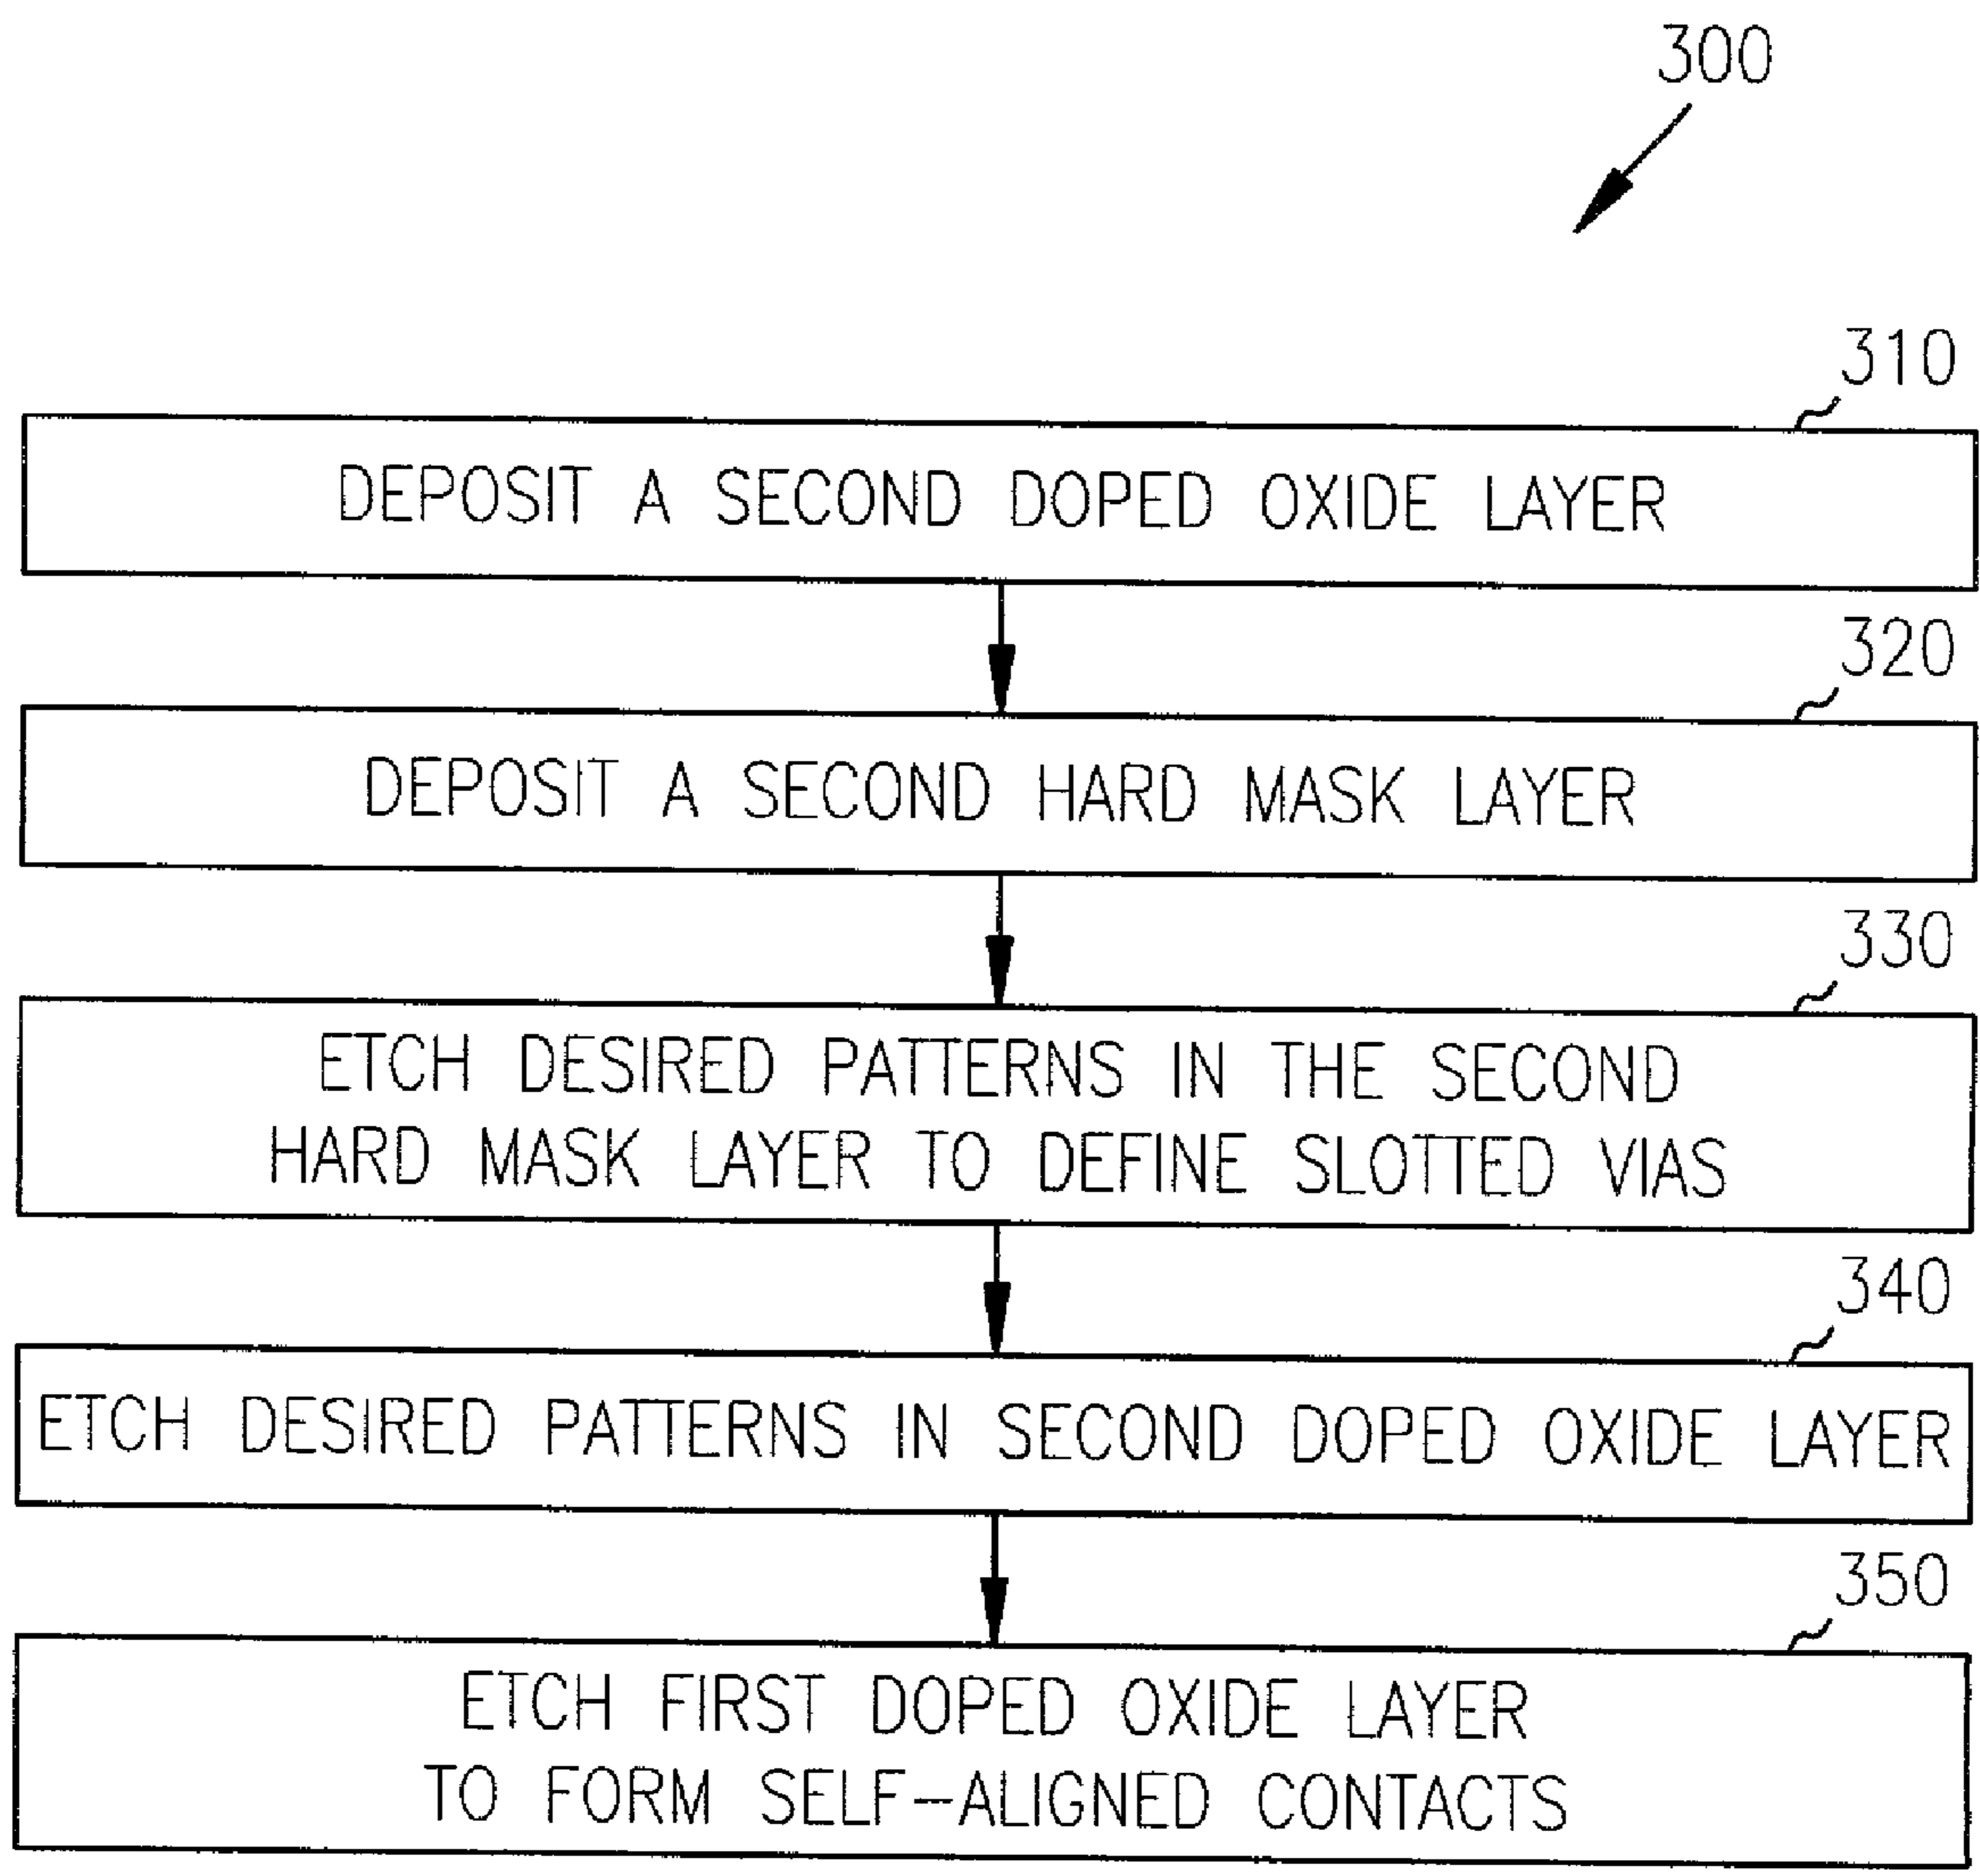 300
310
DEPOSIT A SECOND DOPED OXIDE LAYER
320
DEPOSIT A SECOND HARD MASK LAYER
330
ETCH DESIRED PATTERNS IN THE SECOND
HARD MASK LAYER TO DEFINE SLOTTED VIAS
340
ETCH DESIRED PATTERNS IN SECOND DOPED OXIDE LAYER
350
ETCH FIRST DOPED OXIDE LAYER
TO FORM SELF-ALIGNED CONTACTS